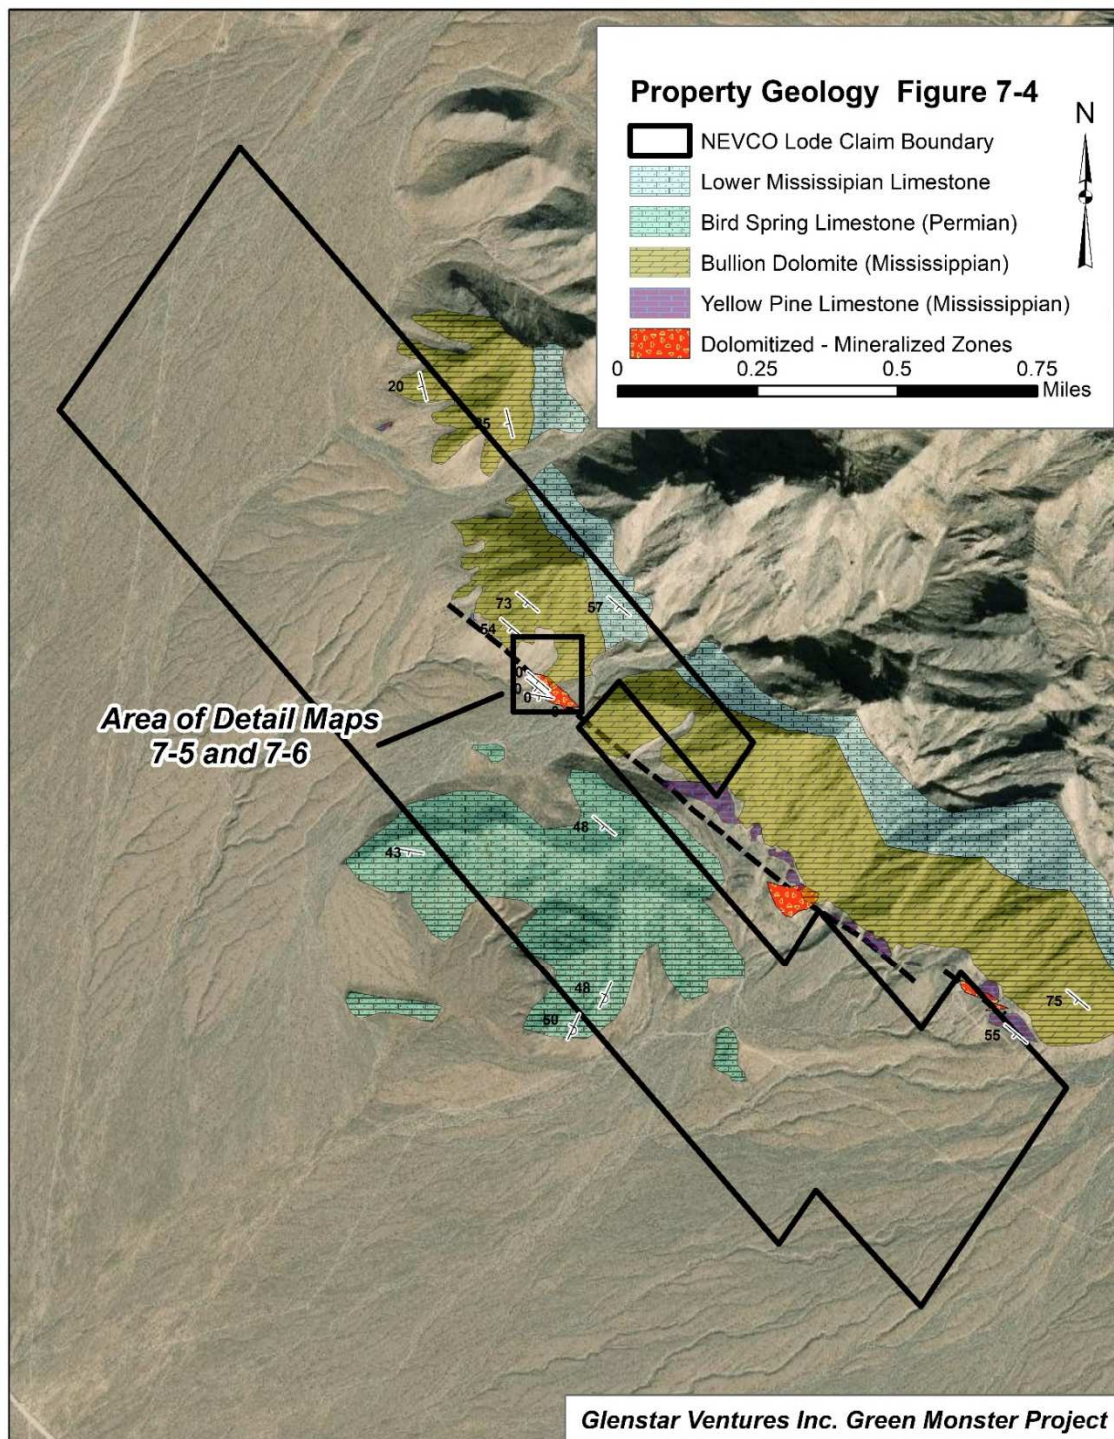 Property Geology Figure 7-4
N
NEVCO Lode Claim Boundary
Lower Mississipian Limestone
Bird Spring Limestone (Permian)
Bullion Dolomite (Mississippian)
Yellow Pine Limestone (Mississippian)
Dolomitized - Mineralized Zones
0 0.25 0.5 0.75
Miles
20
73
57
54
0
0
0
Area of Detail Maps
7-5 and 7-6
48
43
48
50
75
55
Glenstar Ventures Inc. Green Monster Project